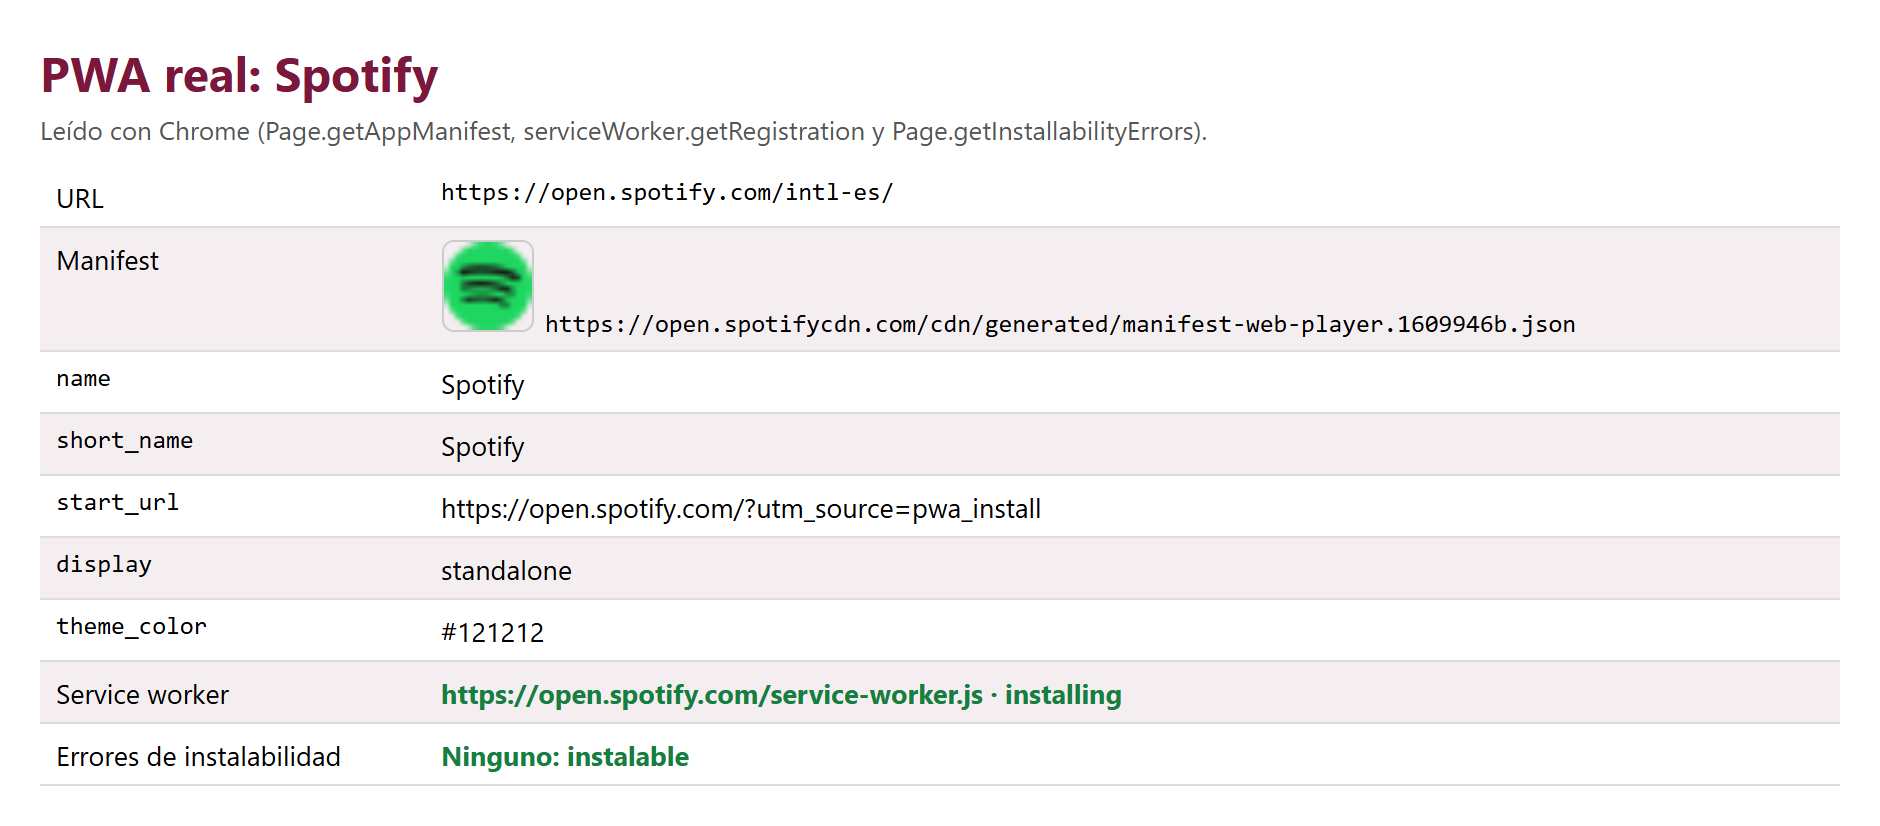 PWA real: Spotify
Leído con Chrome (Page.getAppManifest, serviceWorker.getRegistration y Page.getInstallabilityErrors).
URL https://open.spotify.com/intl-es/
Manifest https://open.spotifycdn.com/cdn/generated/manifest-web-player.1609946b.json
name Spotify
short_name Spotify
start_url https://open.spotify.com/?utm_source=pwa_install
display standalone
theme_color #121212
Service worker https://open.spotify.com/service-worker.js · installing
Errores de instalabilidad Ninguno: instalable